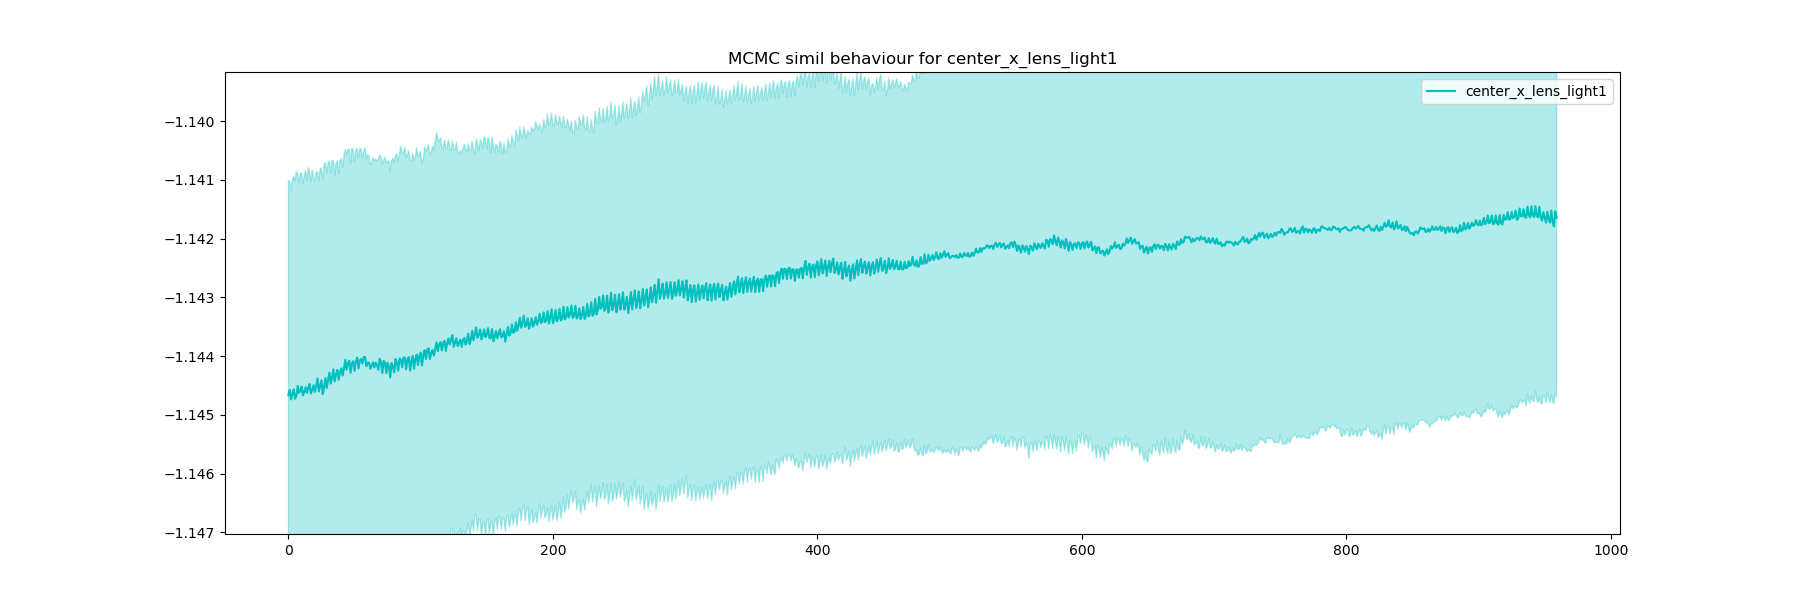 MCMC simil behaviour for center_x_lens_light1
center_x_lens_light1
−1.140
−1.141
−1.142
−1.143
−1.144
−1.145
−1.146
−1.147
0 200 400 600 800 1000